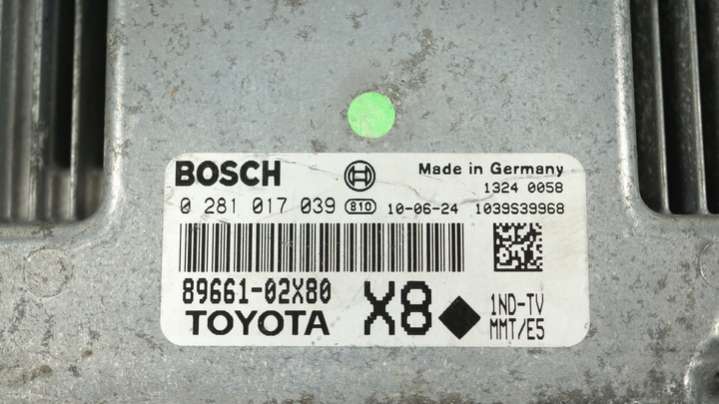 BOSCH Made in Germany
1324 0058
0 281 017 039 810 10-06-24 1039S39968
89661-02X80
TOYOTA X8 1ND-TV
MMT/E5